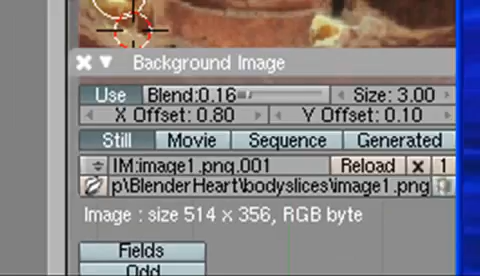 Background Image
Use Blend:0.16 Size: 3.00
X Offset: 0.80 Y Offset: 0.10
Still Movie Sequence Generated
IM:image1.png.001 Reload 1
p\BlenderHeart\bodyslices\image1.png
Image : size 514 x 356, RGB byte
Fields
Odd